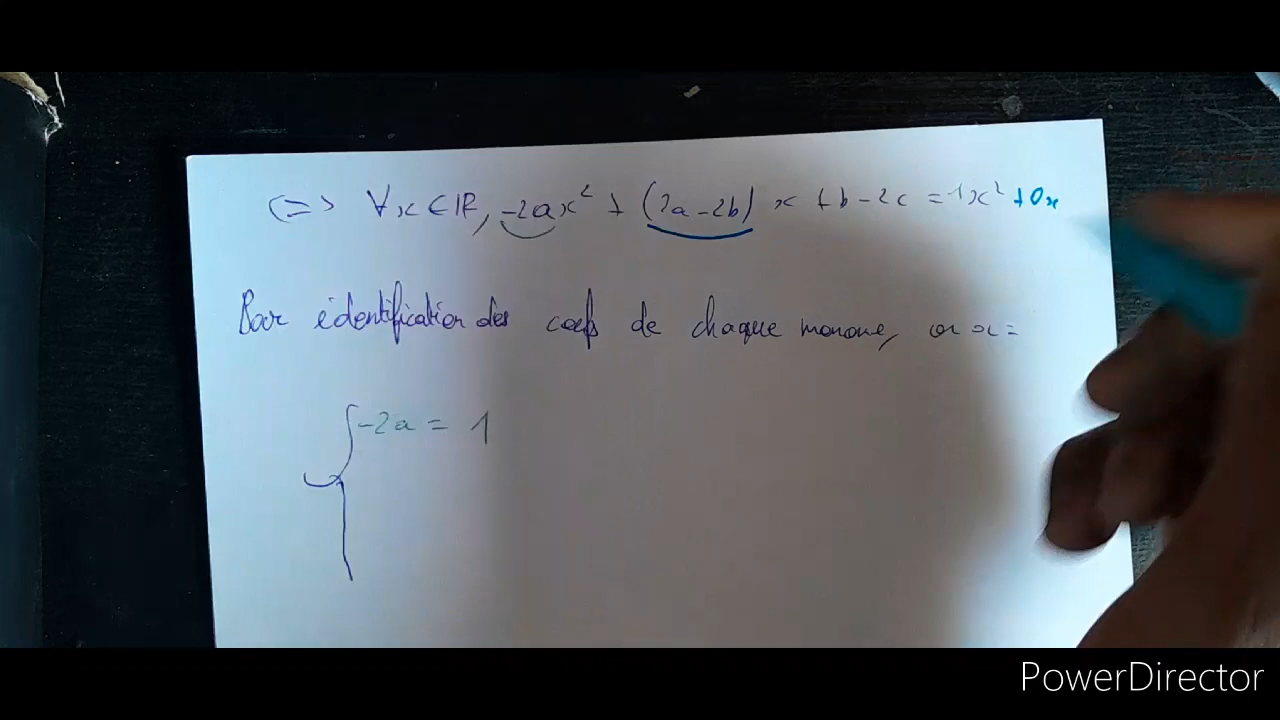 <=> ∀x ∈ ℝ, -2ax² + (2a-2b) x + b - 2c = 1x² + 0x
Par identification des coefs de chaque monome, on a :
{ -2a = 1
PowerDirector